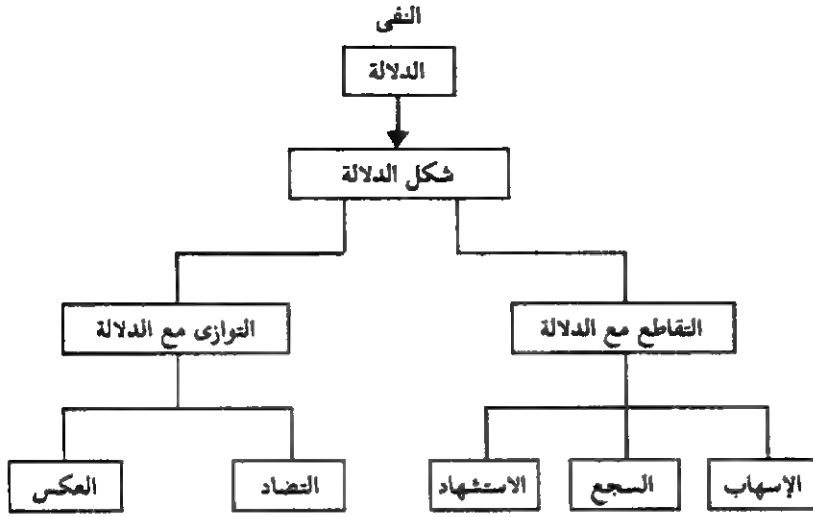 النفى
الدلالة
شكل الدلالة
التقاطع مع الدلالة
التوازى مع الدلالة
الإسهاب
السجع
الاستشهاد
التضاد
العكس